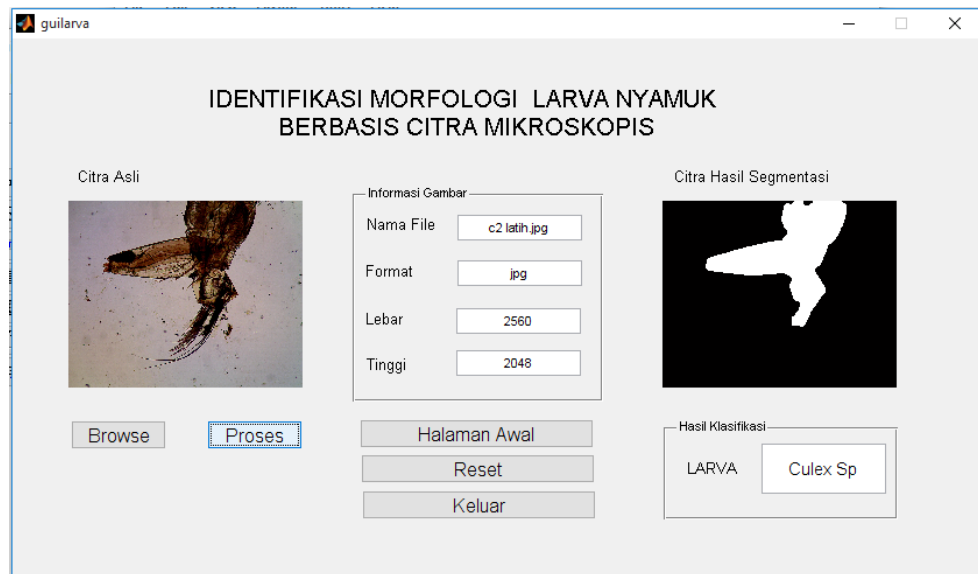 guilarva
IDENTIFIKASI MORFOLOGI LARVA NYAMUK
BERBASIS CITRA MIKROSKOPIS
Citra Asli
Informasi Gambar
Nama File c2 latih.jpg
Format jpg
Lebar 2560
Tinggi 2048
Citra Hasil Segmentasi
Browse
Proses
Halaman Awal
Reset
Keluar
Hasil Klasifikasi
LARVA Culex Sp